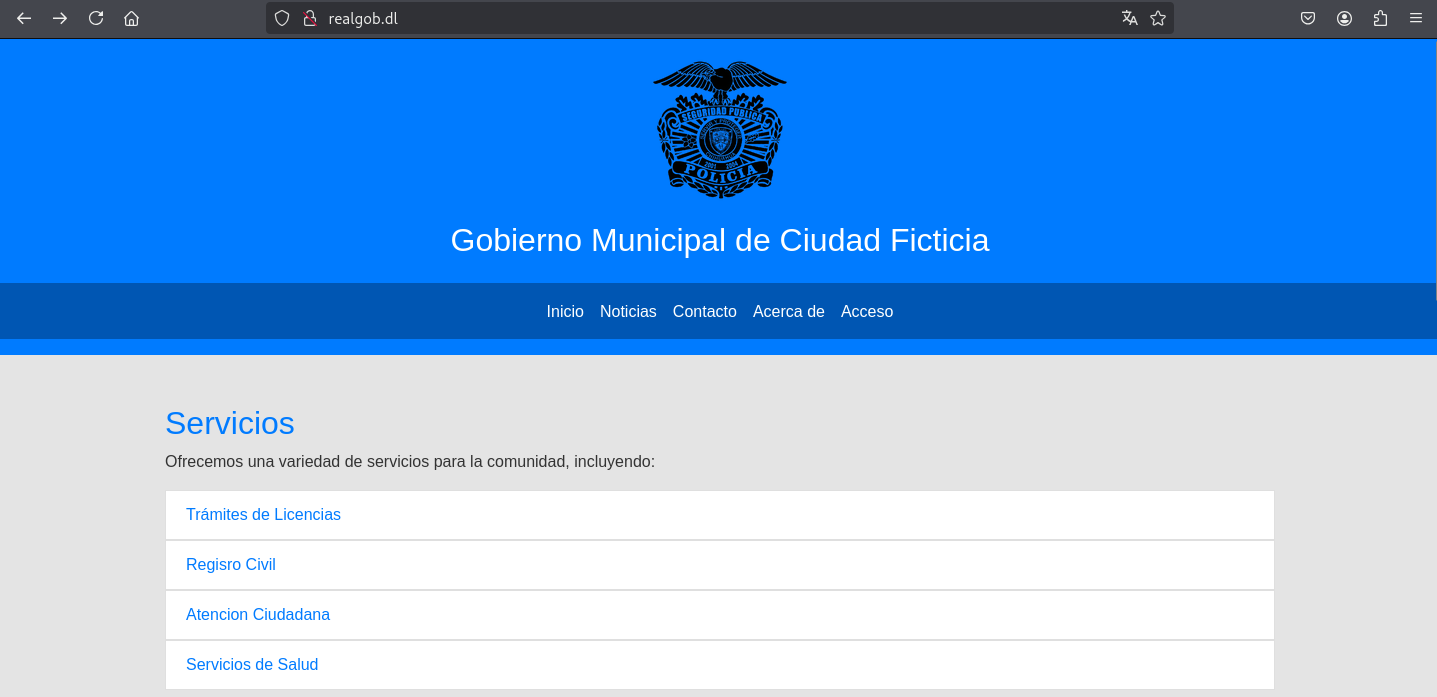 realgob.dl
SEGURIDAD PUBLICA
POLICIA
Gobierno Municipal de Ciudad Ficticia
Inicio Noticias Contacto Acerca de Acceso
Servicios
Ofrecemos una variedad de servicios para la comunidad, incluyendo:
Trámites de Licencias
Regisro Civil
Atencion Ciudadana
Servicios de Salud